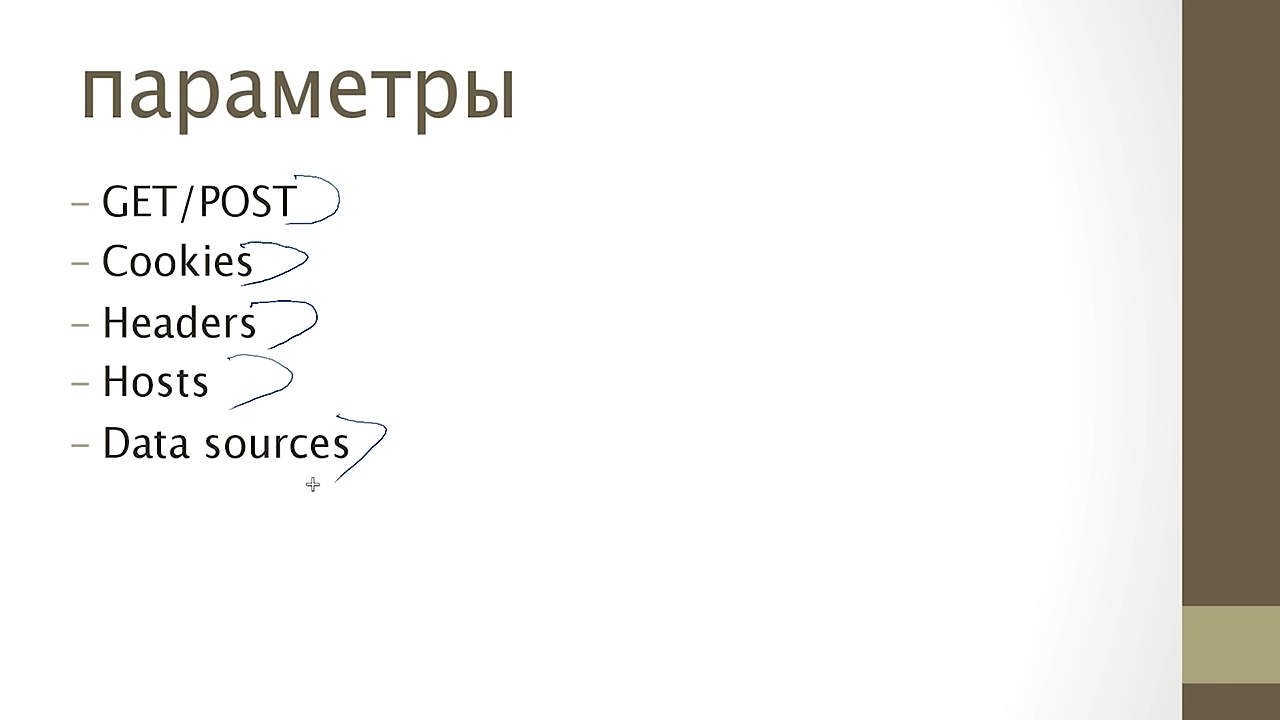 параметры
– GET/POST
– Cookies
– Headers
– Hosts
– Data sources